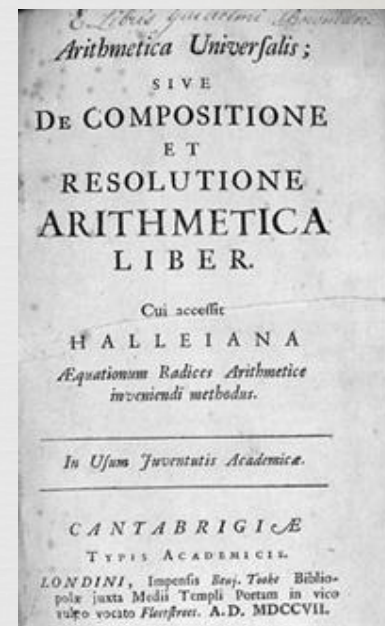 E Libris
Arithmetica Universalis;
SIVE
DE COMPOSITIONE
ET
RESOLUTIONE
ARITHMETICA
LIBER.
Cui accessit
HALLEIANA
Æquationum Radices Arithmetice
inveniendi methodus.
In Usum Juventutis Academicæ.
CANTABRIGIÆ
TYPIS ACADEMICIS.
LONDINI, Impensis Benj. Tooke Biblio-
polæ juxta Medii Templi Portam in vico
vulgo vocato Fleetstreet. A.D. MDCCVII.